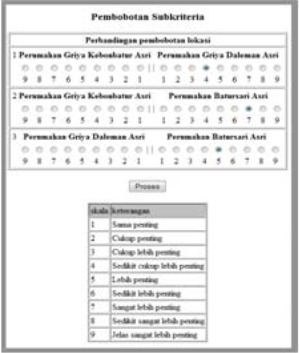 Pembobotan Subkriteria
Perbandingan pembobotan lokasi
1 Perumahan Griya Kebonbatur Asri Perumahan Griya Daleman Asri
9 8 7 6 5 4 3 2 1 || 1 2 3 4 5 6 7 8 9
2 Perumahan Griya Kebonbatur Asri Perumahan Batursari Asri
9 8 7 6 5 4 3 2 1 || 1 2 3 4 5 6 7 8 9
3 Perumahan Griya Daleman Asri Perumahan Batursari Asri
9 8 7 6 5 4 3 2 1 || 1 2 3 4 5 6 7 8 9
Proses
skala keterangan
1 Sama penting
2 Cukup penting
3 Cukup lebih penting
4 Sedikit cukup lebih penting
5 Lebih penting
6 Sedikit lebih penting
7 Sangat lebih penting
8 Sedikit sangat lebih penting
9 Jelas sangat lebih penting